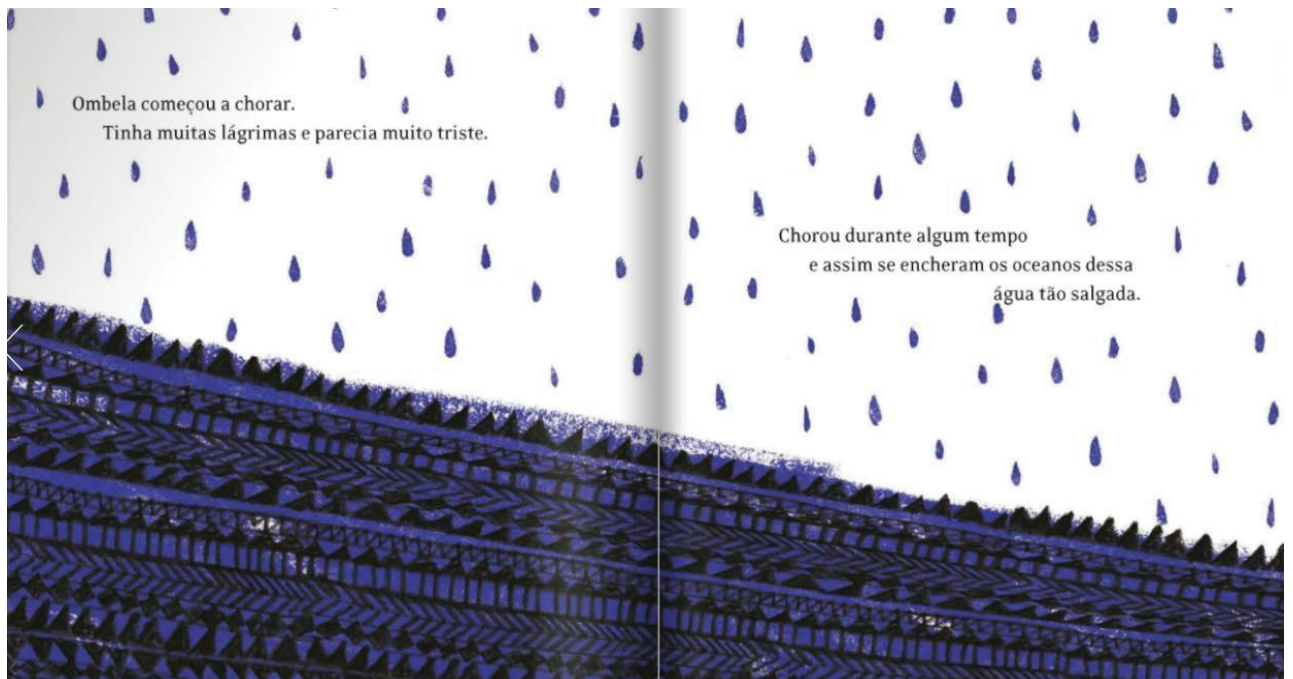 Ombela começou a chorar.
Tinha muitas lágrimas e parecia muito triste.
Chorou durante algum tempo
e assim se encheram os oceanos dessa
água tão salgada.